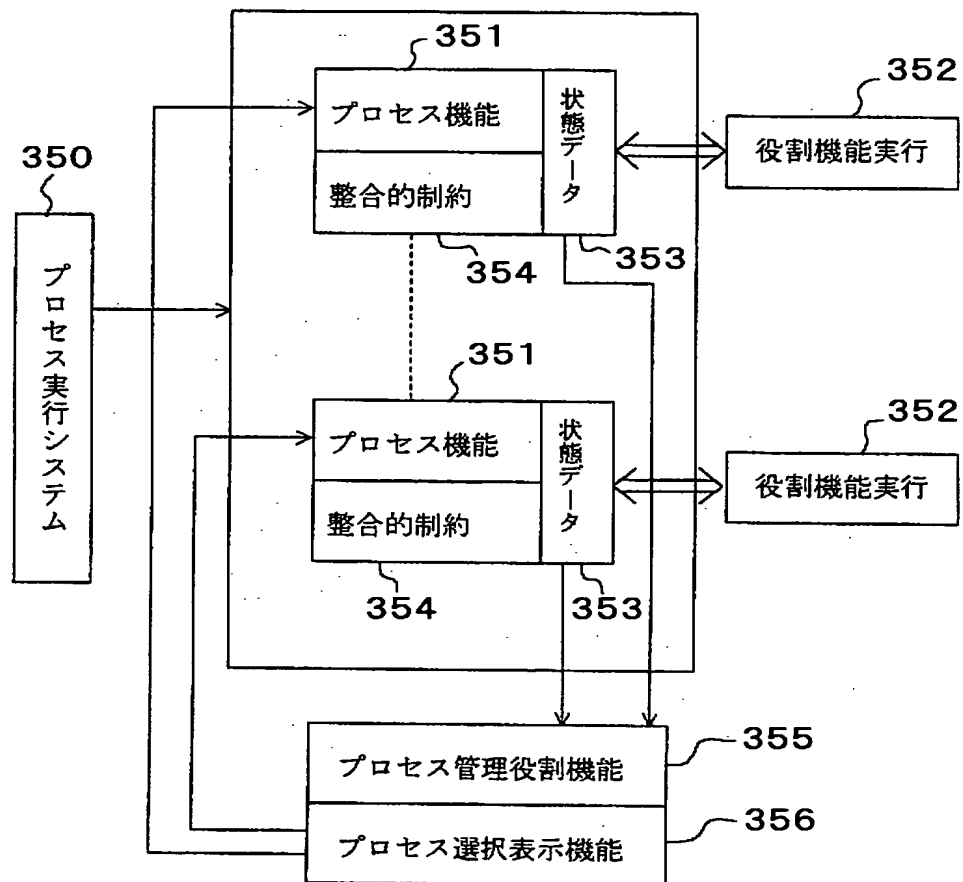 351
プロセス機能
状態データ
352
役割機能実行
整合的制約
350
プロセス実行システム
354
353
351
プロセス機能
状態データ
352
役割機能実行
整合的制約
354
353
プロセス管理役割機能
355
プロセス選択表示機能
356